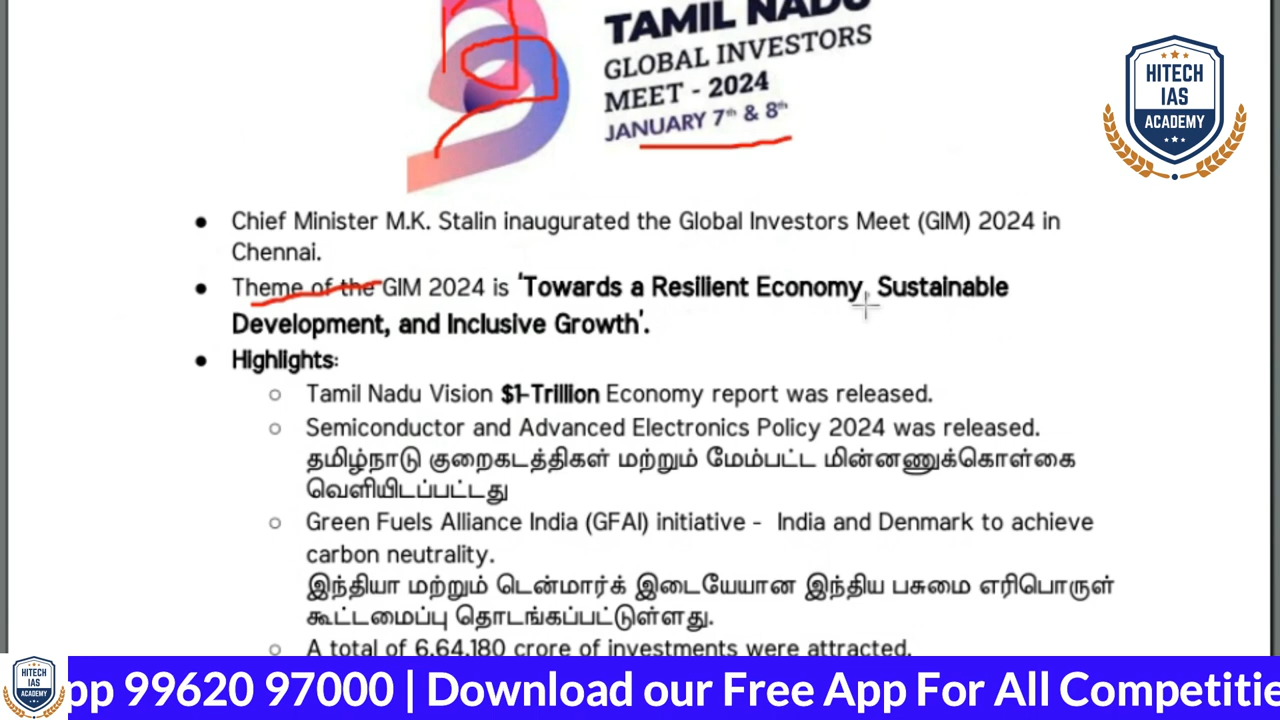 TAMIL NADU
GLOBAL INVESTORS
MEET - 2024
JANUARY 7th & 8th
HITECH
IAS
ACADEMY
● Chief Minister M.K. Stalin inaugurated the Global Investors Meet (GIM) 2024 in
Chennai.
● Theme of the GIM 2024 is 'Towards a Resilient Economy, Sustainable
Development, and Inclusive Growth'.
● Highlights:
○ Tamil Nadu Vision $1-Trillion Economy report was released.
○ Semiconductor and Advanced Electronics Policy 2024 was released.
தமிழ்நாடு குறைகடத்திகள் மற்றும் மேம்பட்ட மின்னணுக்கொள்கை
வெளியிடப்பட்டது
○ Green Fuels Alliance India (GFAI) initiative - India and Denmark to achieve
carbon neutrality.
இந்தியா மற்றும் டென்மார்க் இடையேயான இந்திய பசுமை எரிபொருள்
கூட்டமைப்பு தொடங்கப்பட்டுள்ளது.
○ A total of 6,64,180 crore of investments were attracted.
HITECH
IAS
ACADEMY
pp 99620 97000 | Download our Free App For All Competitie